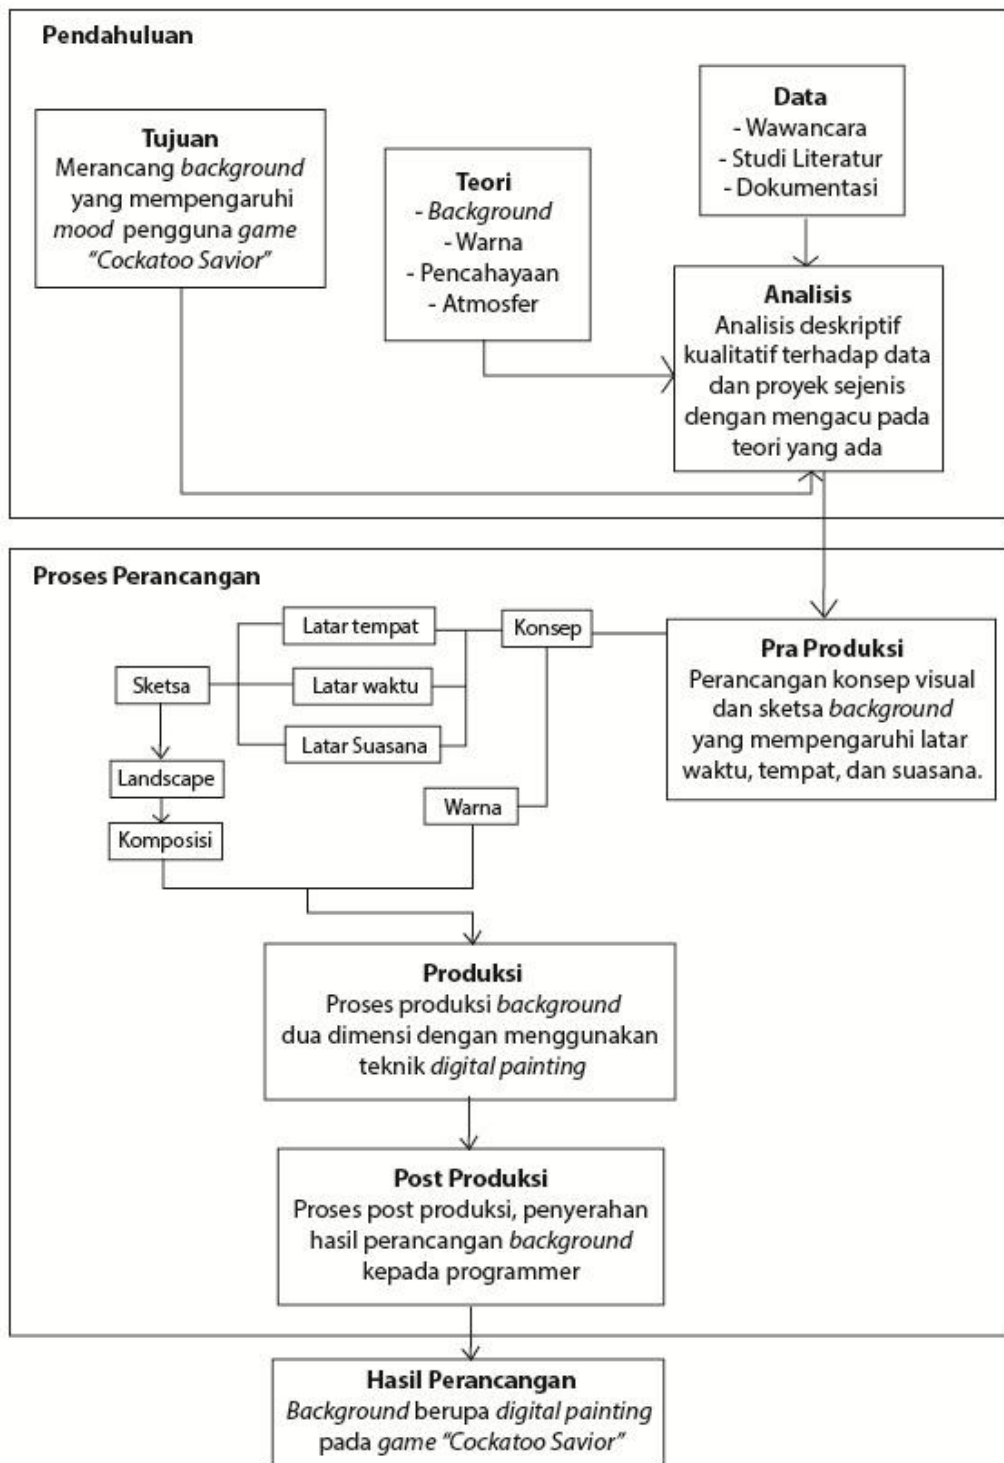 Pendahuluan
Tujuan
Merancang background
yang mempengaruhi
mood pengguna game
“Cockatoo Savior”
Teori
- Background
- Warna
- Pencahayaan
- Atmosfer
Data
- Wawancara
- Studi Literatur
- Dokumentasi
Analisis
Analisis deskriptif
kualitatif terhadap data
dan proyek sejenis
dengan mengacu pada
teori yang ada
Proses Perancangan
Pra Produksi
Perancangan konsep visual
dan sketsa background
yang mempengaruhi latar
waktu, tempat, dan suasana.
Konsep
Latar tempat
Latar waktu
Latar Suasana
Sketsa
Landscape
Komposisi
Warna
Produksi
Proses produksi background
dua dimensi dengan menggunakan
teknik digital painting
Post Produksi
Proses post produksi, penyerahan
hasil perancangan background
kepada programmer
Hasil Perancangan
Background berupa digital painting
pada game “Cockatoo Savior”